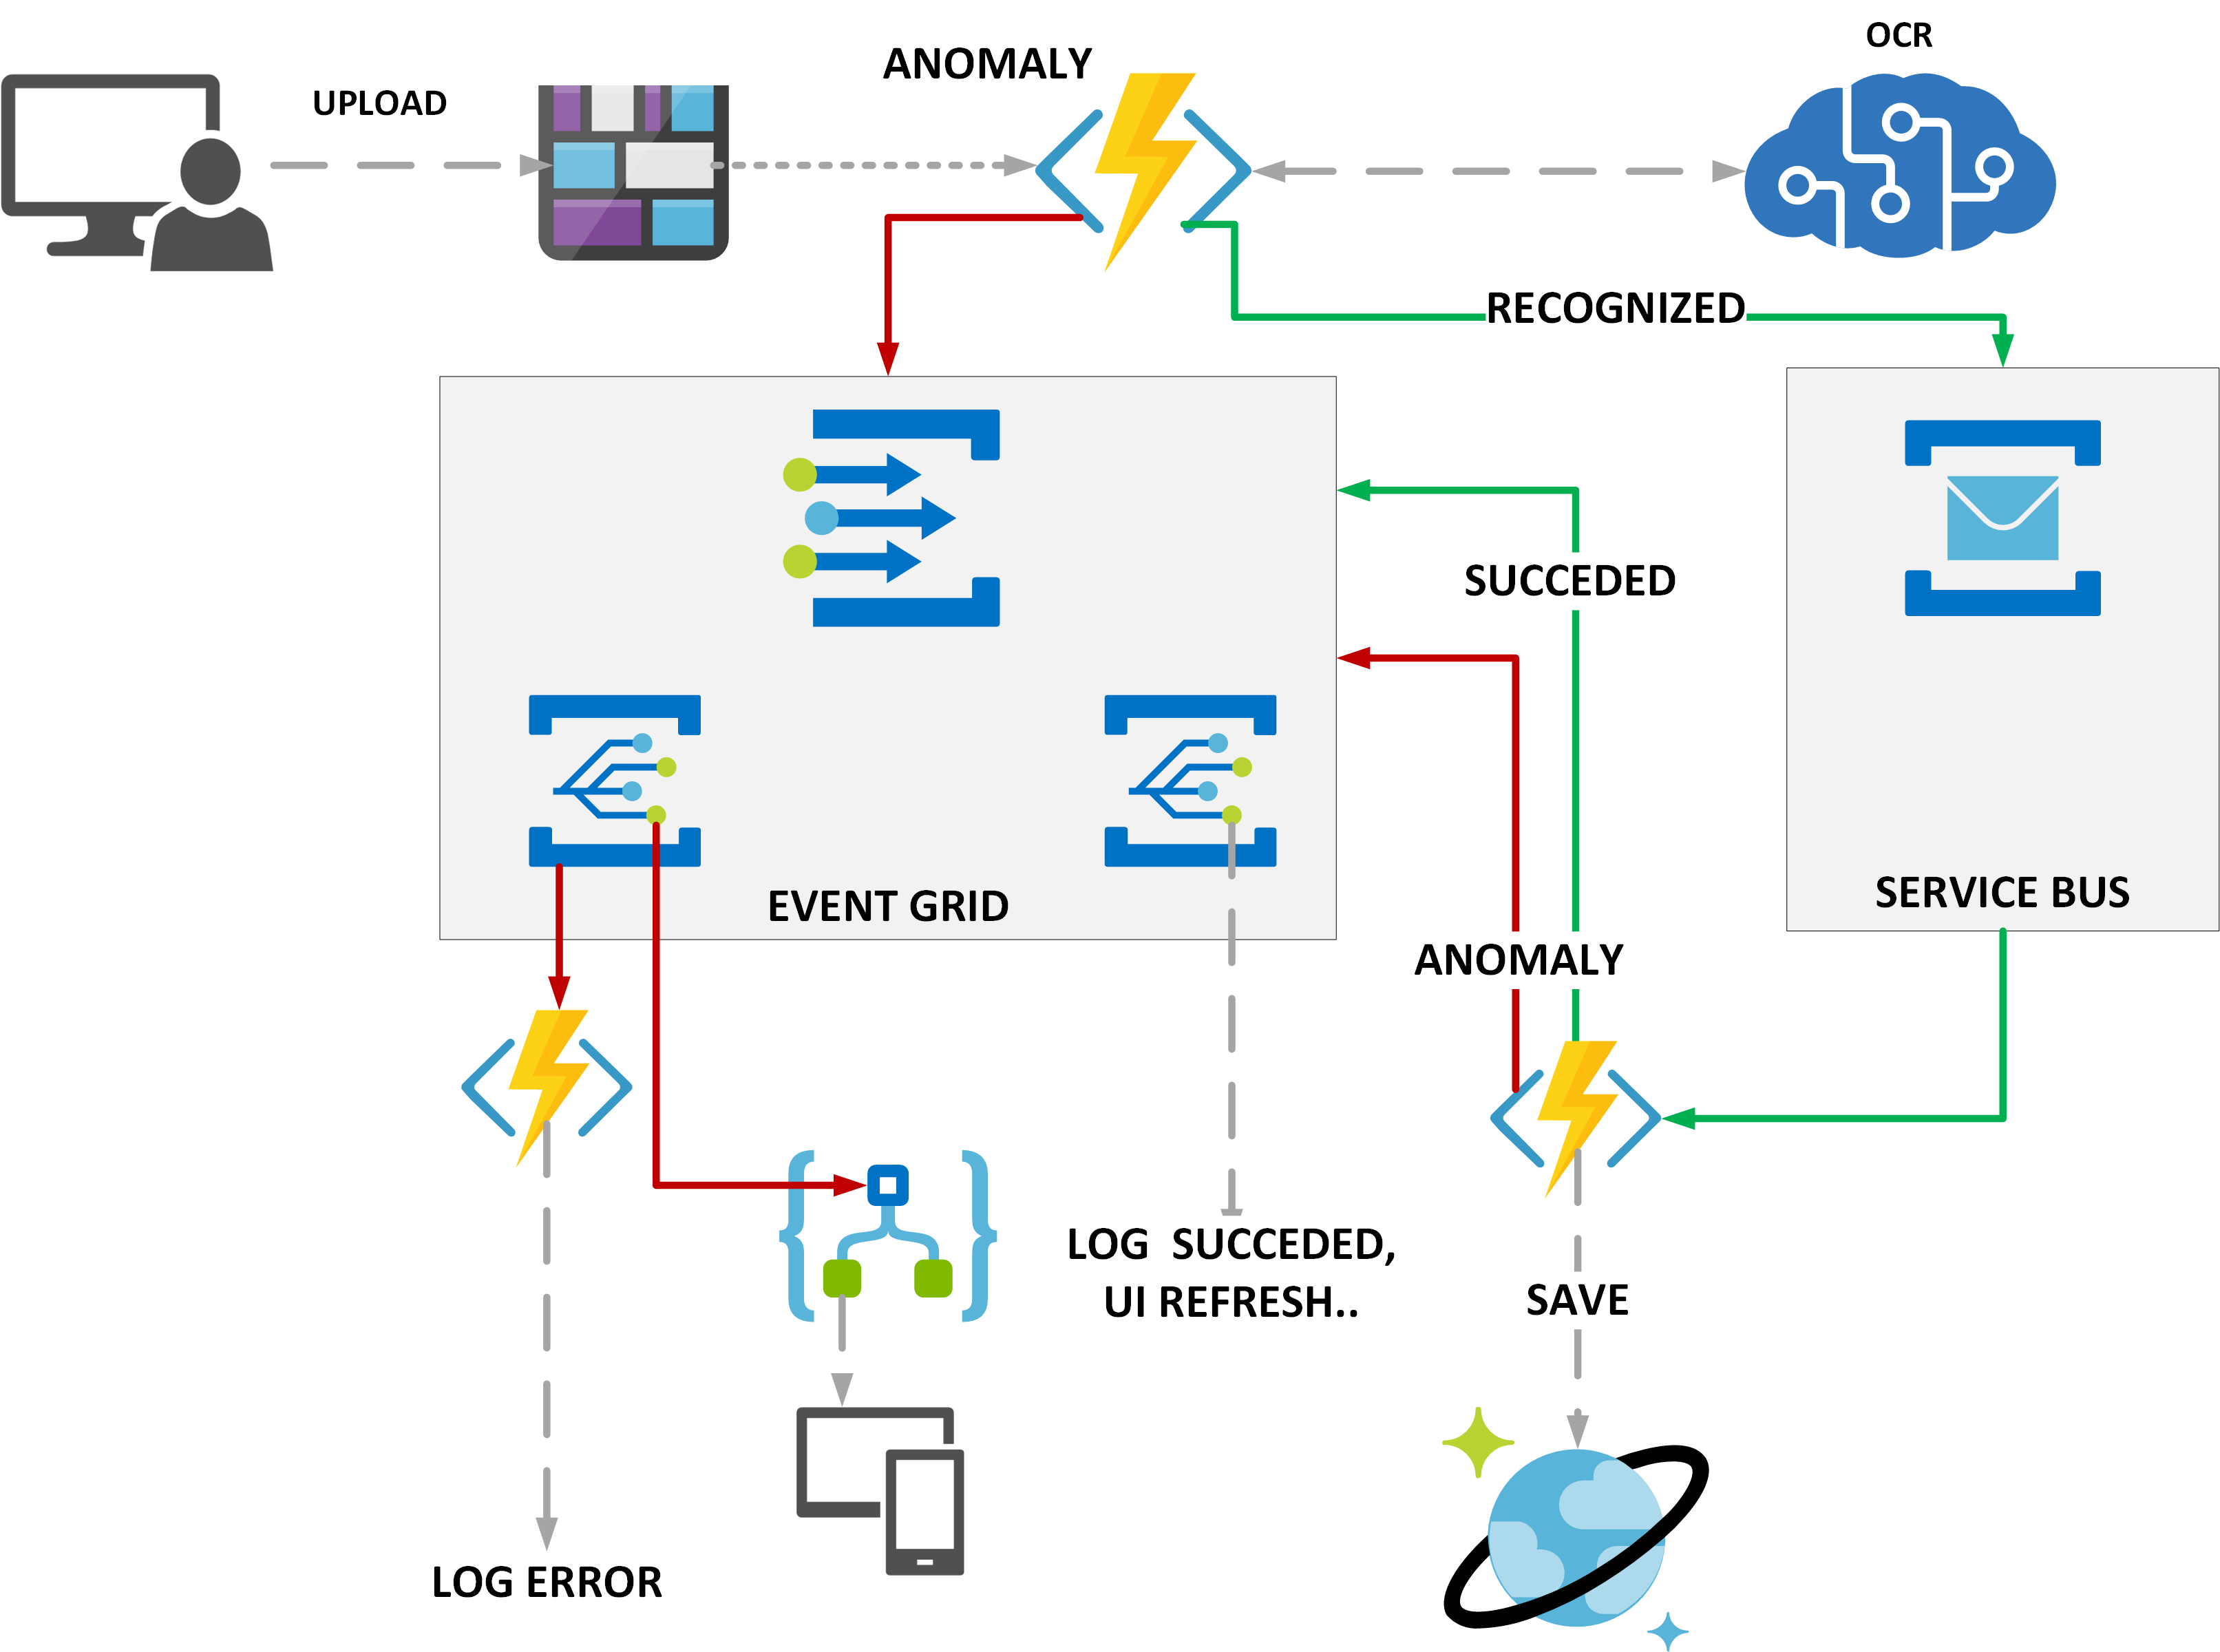 OCR
ANOMALY
UPLOAD
RECOGNIZED
SUCCEDED
SERVICE BUS
EVENT GRID
ANOMALY
LOG  SUCCEDED,
UI REFRESH..
SAVE
LOG ERROR